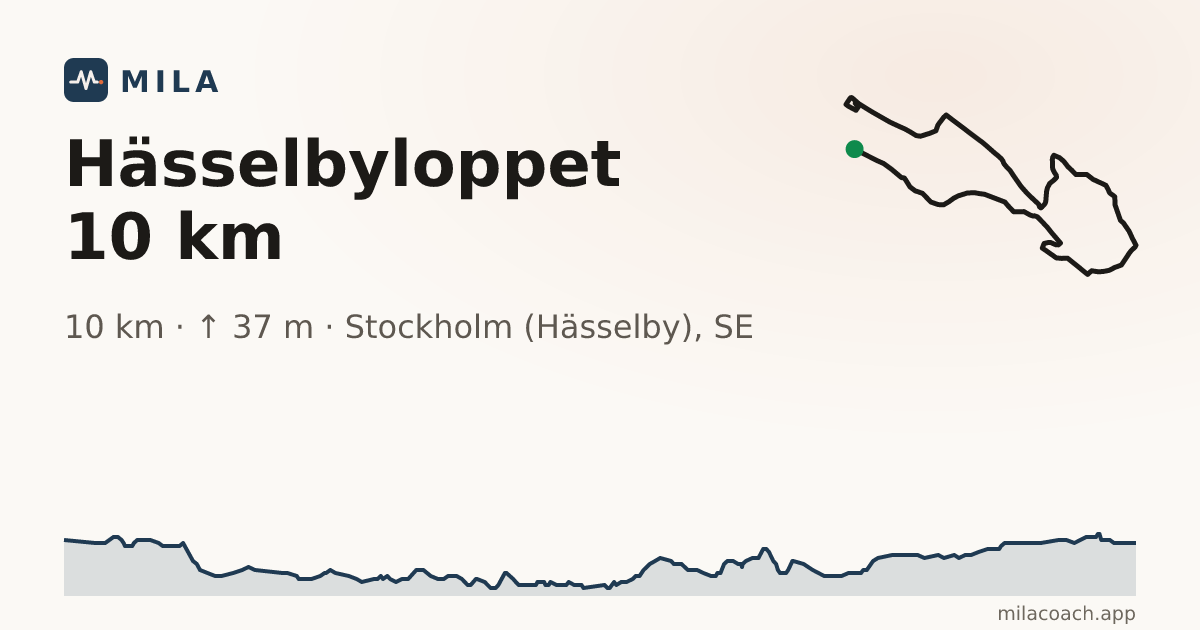 MILA
Hässelbyloppet
10 km
10 km · ↑ 37 m · Stockholm (Hässelby), SE
milacoach.app